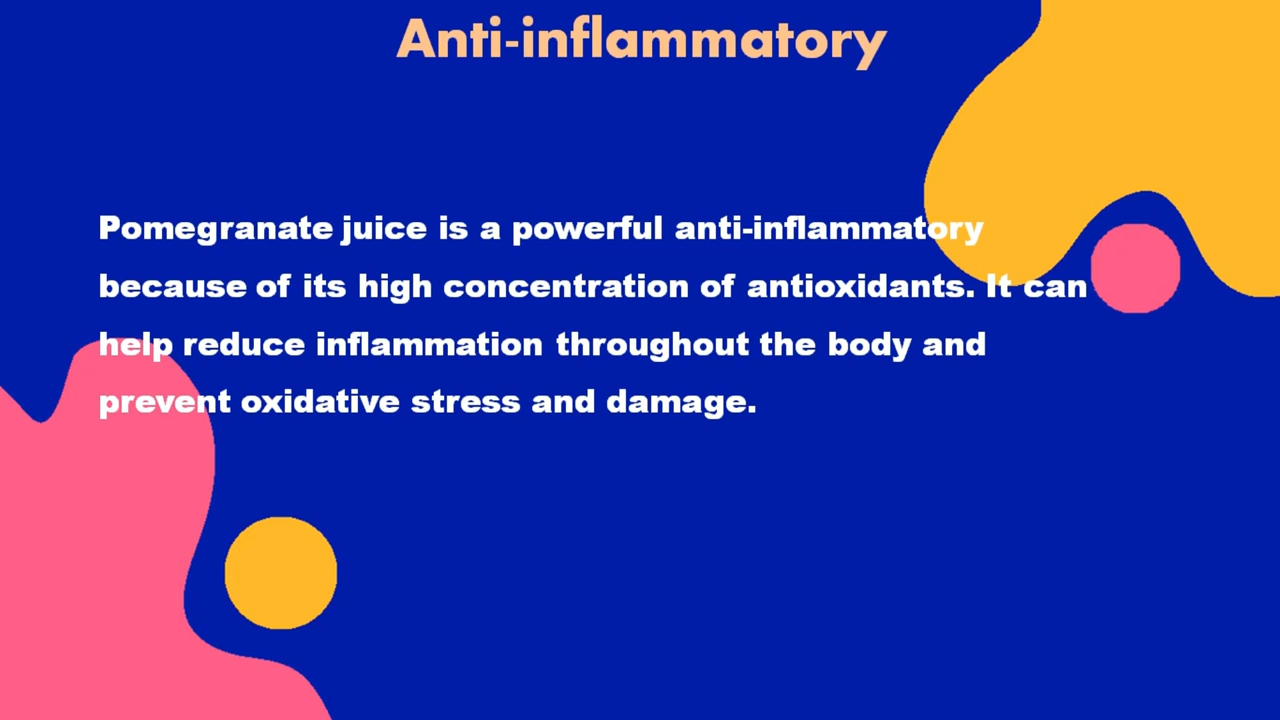 Anti-inflammatory
Pomegranate juice is a powerful anti-inflammatory
because of its high concentration of antioxidants. It can
help reduce inflammation throughout the body and
prevent oxidative stress and damage.